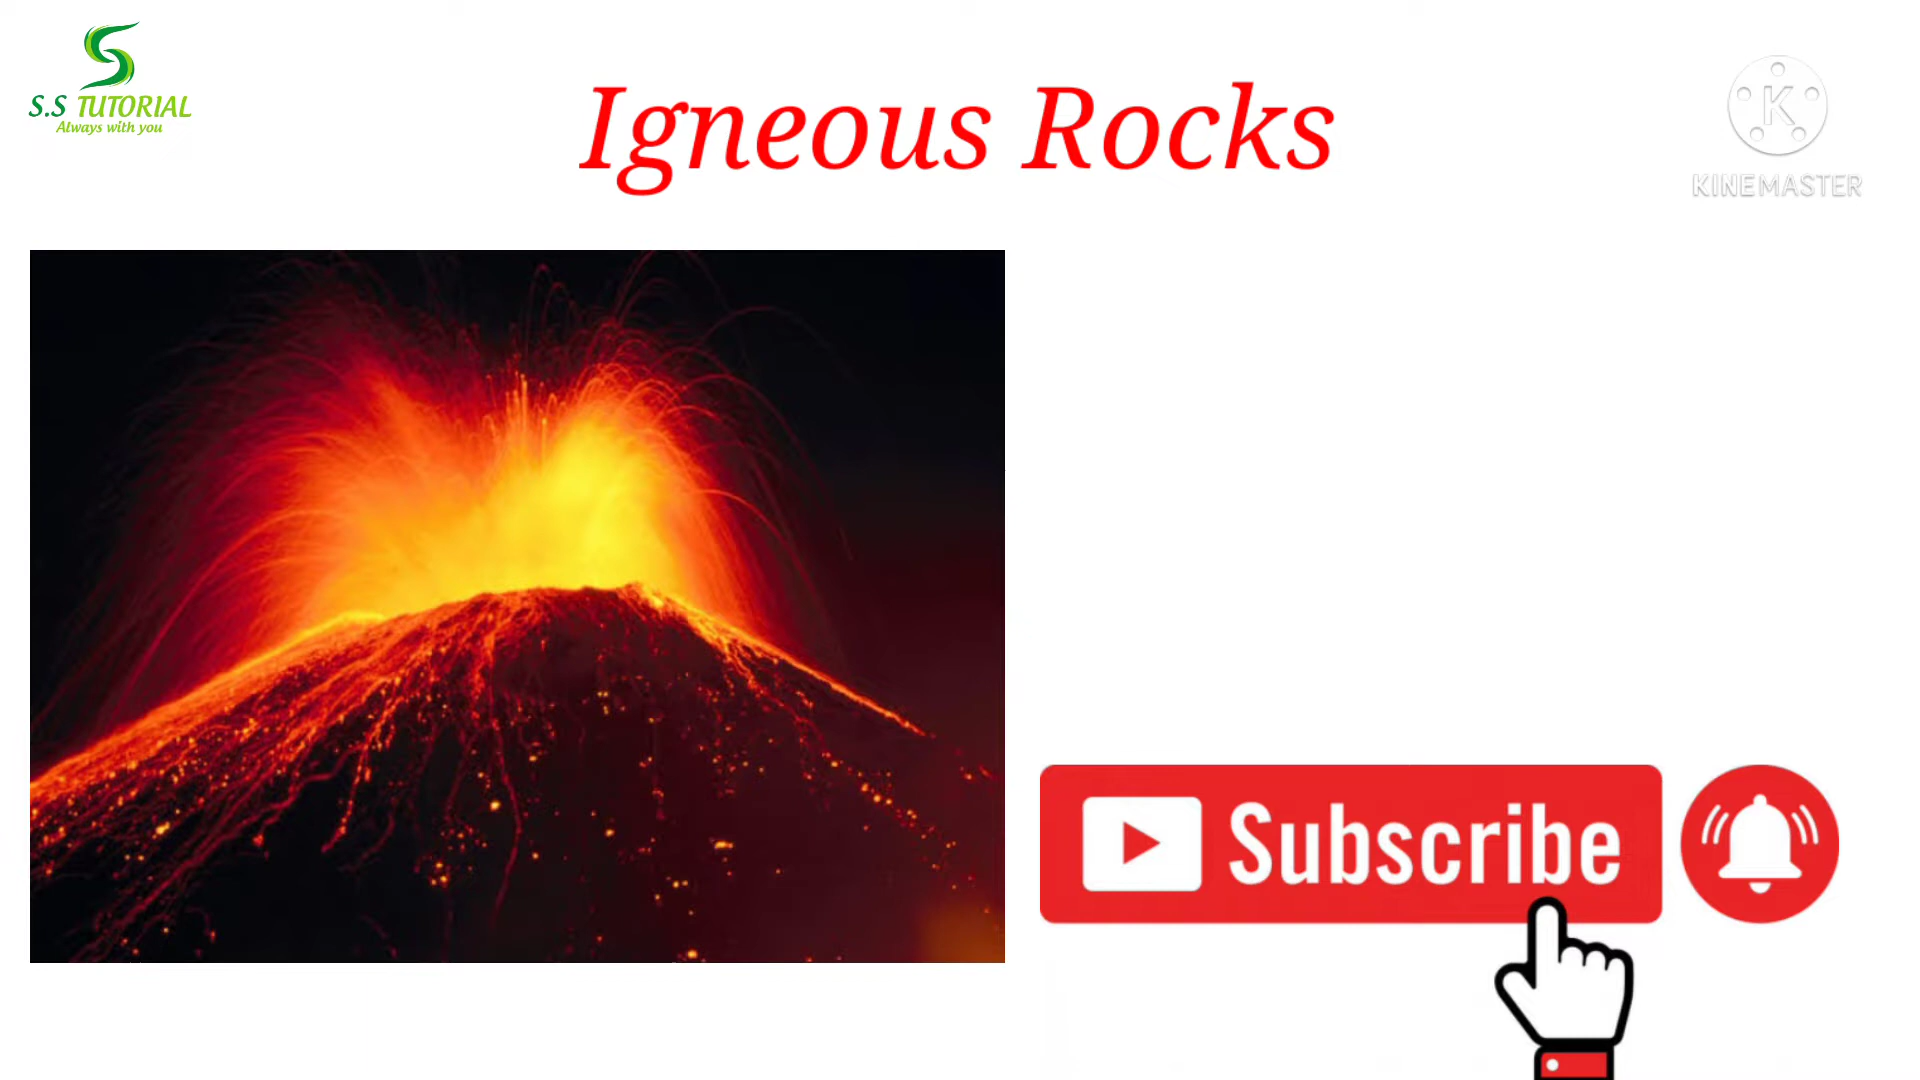 S.S TUTORIAL
Always with you
Igneous Rocks
K
KINEMASTER
Subscribe